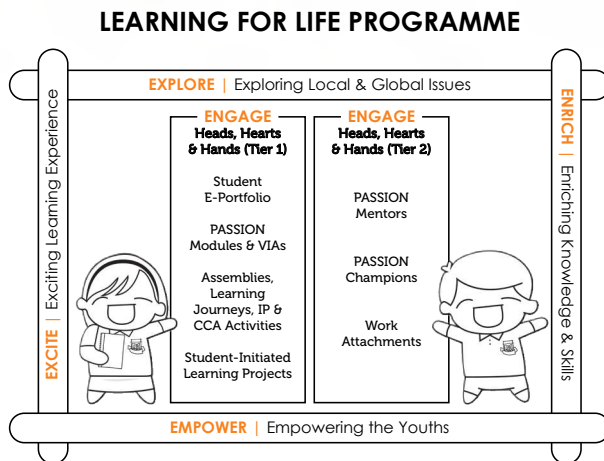 LEARNING FOR LIFE PROGRAMME
EXPLORE | Exploring Local & Global Issues
EXCITE | Exciting Learning Experience
ENGAGE
Heads, Hearts
& Hands (Tier 1)
Student
E-Portfolio
PASSION
Modules & VIAs
Assemblies,
Learning
Journeys, IP &
CCA Activities
Student-Initiated
Learning Projects
ENGAGE
Heads, Hearts
& Hands (Tier 2)
PASSION
Mentors
PASSION
Champions
Work
Attachments
ENRICH | Enriching Knowledge & Skills
EMPOWER | Empowering the Youths